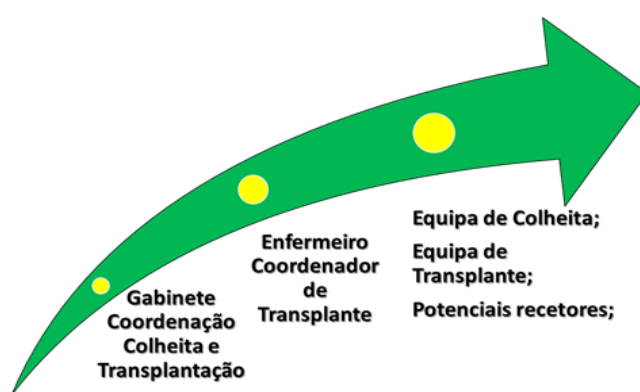 Gabinete
Coordenação
Colheita e
Transplantação
Enfermeiro
Coordenador
de
Transplante
Equipa de Colheita;
Equipa de
Transplante;
Potenciais recetores;